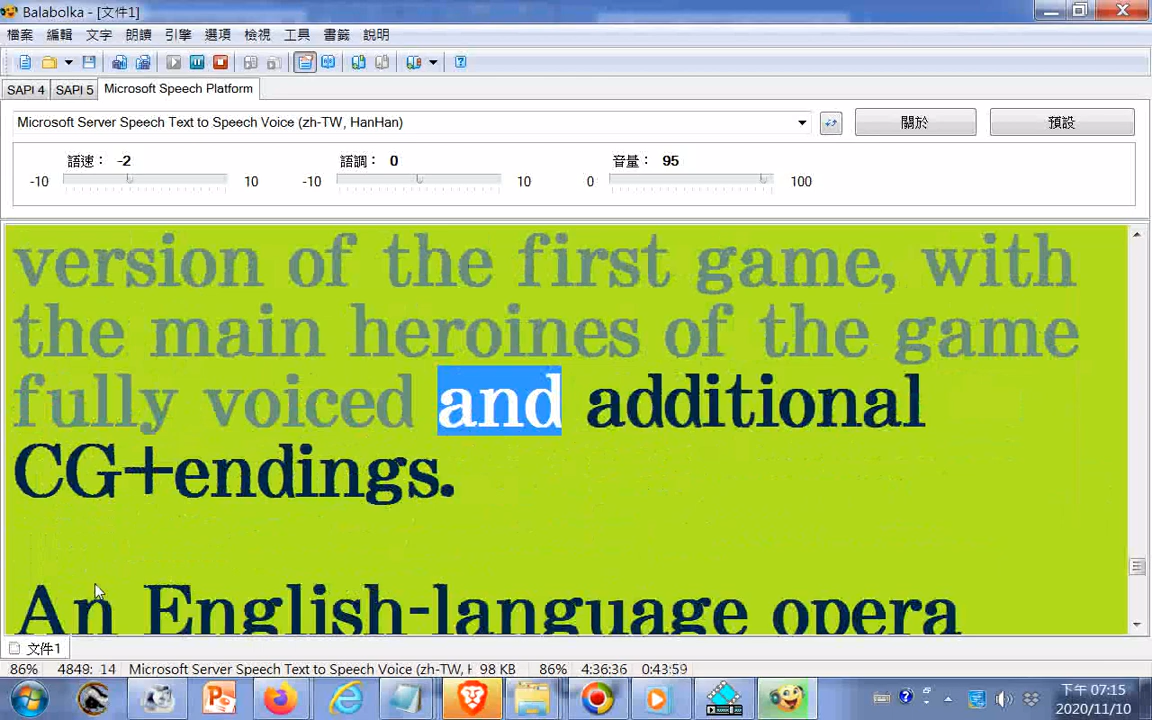 Balabolka - [文件1]
檔案 編輯 文字 朗讀 引擎 選項 檢視 工具 書籤 說明
SAPI 4 SAPI 5 Microsoft Speech Platform
Microsoft Server Speech Text to Speech Voice (zh-TW, HanHan) 關於 預設
語速： -2 語調： 0 音量： 95
-10 10 -10 10 0 100
version of the first game, with
the main heroines of the game
fully voiced and additional
CG+endings.
An English-language opera
文件1
86% 4849: 14 Microsoft Server Speech Text to Speech Voice (zh-TW, H 98 KB 86% 4:36:36 0:43:59
下午 07:15
2020/11/10